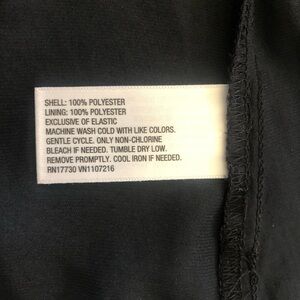 SHELL: 100% POLYESTER
LINING: 100% POLYESTER
EXCLUSIVE OF ELASTIC
MACHINE WASH COLD WITH LIKE COLORS.
GENTLE CYCLE. ONLY NON-CHLORINE
BLEACH IF NEEDED. TUMBLE DRY LOW.
REMOVE PROMPTLY. COOL IRON IF NEEDED.
RN17730 VN1107216